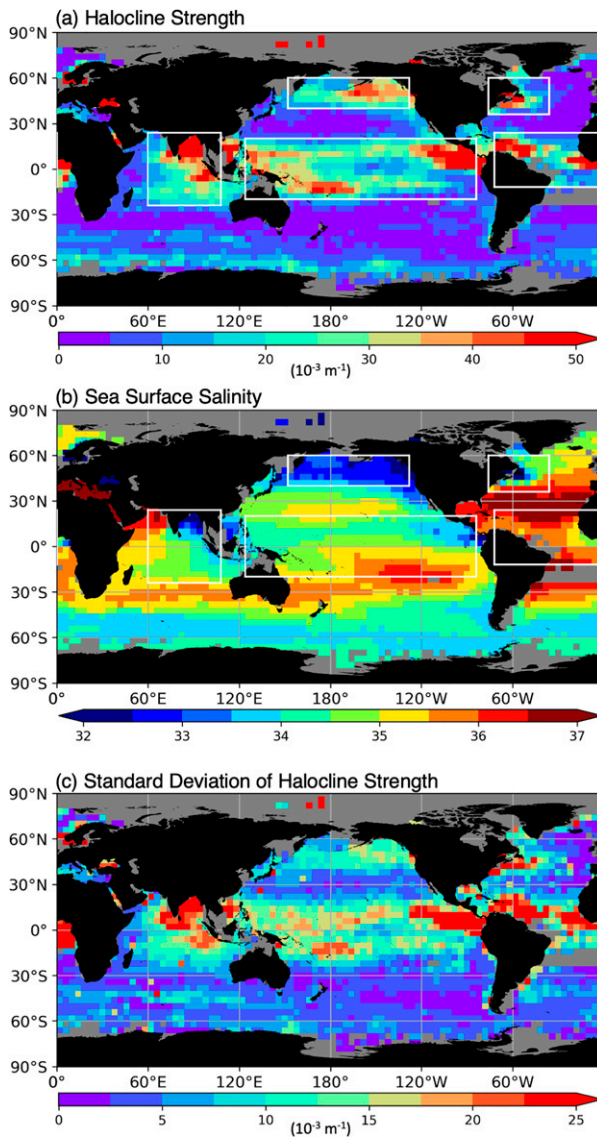 (a) Halocline Strength
90°N
60°N
30°N
0°
30°S
60°S
90°S
0° 60°E 120°E 180° 120°W 60°W
0 10 20 30 40 50
(10-3 m-1)
(b) Sea Surface Salinity
90°N
60°N
30°N
0°
30°S
60°S
90°S
0° 60°E 120°E 180° 120°W 60°W
32 33 34 35 36 37
(c) Standard Deviation of Halocline Strength
90°N
60°N
30°N
0°
30°S
60°S
90°S
0° 60°E 120°E 180° 120°W 60°W
0 5 10 15 20 25
(10-3 m-1)